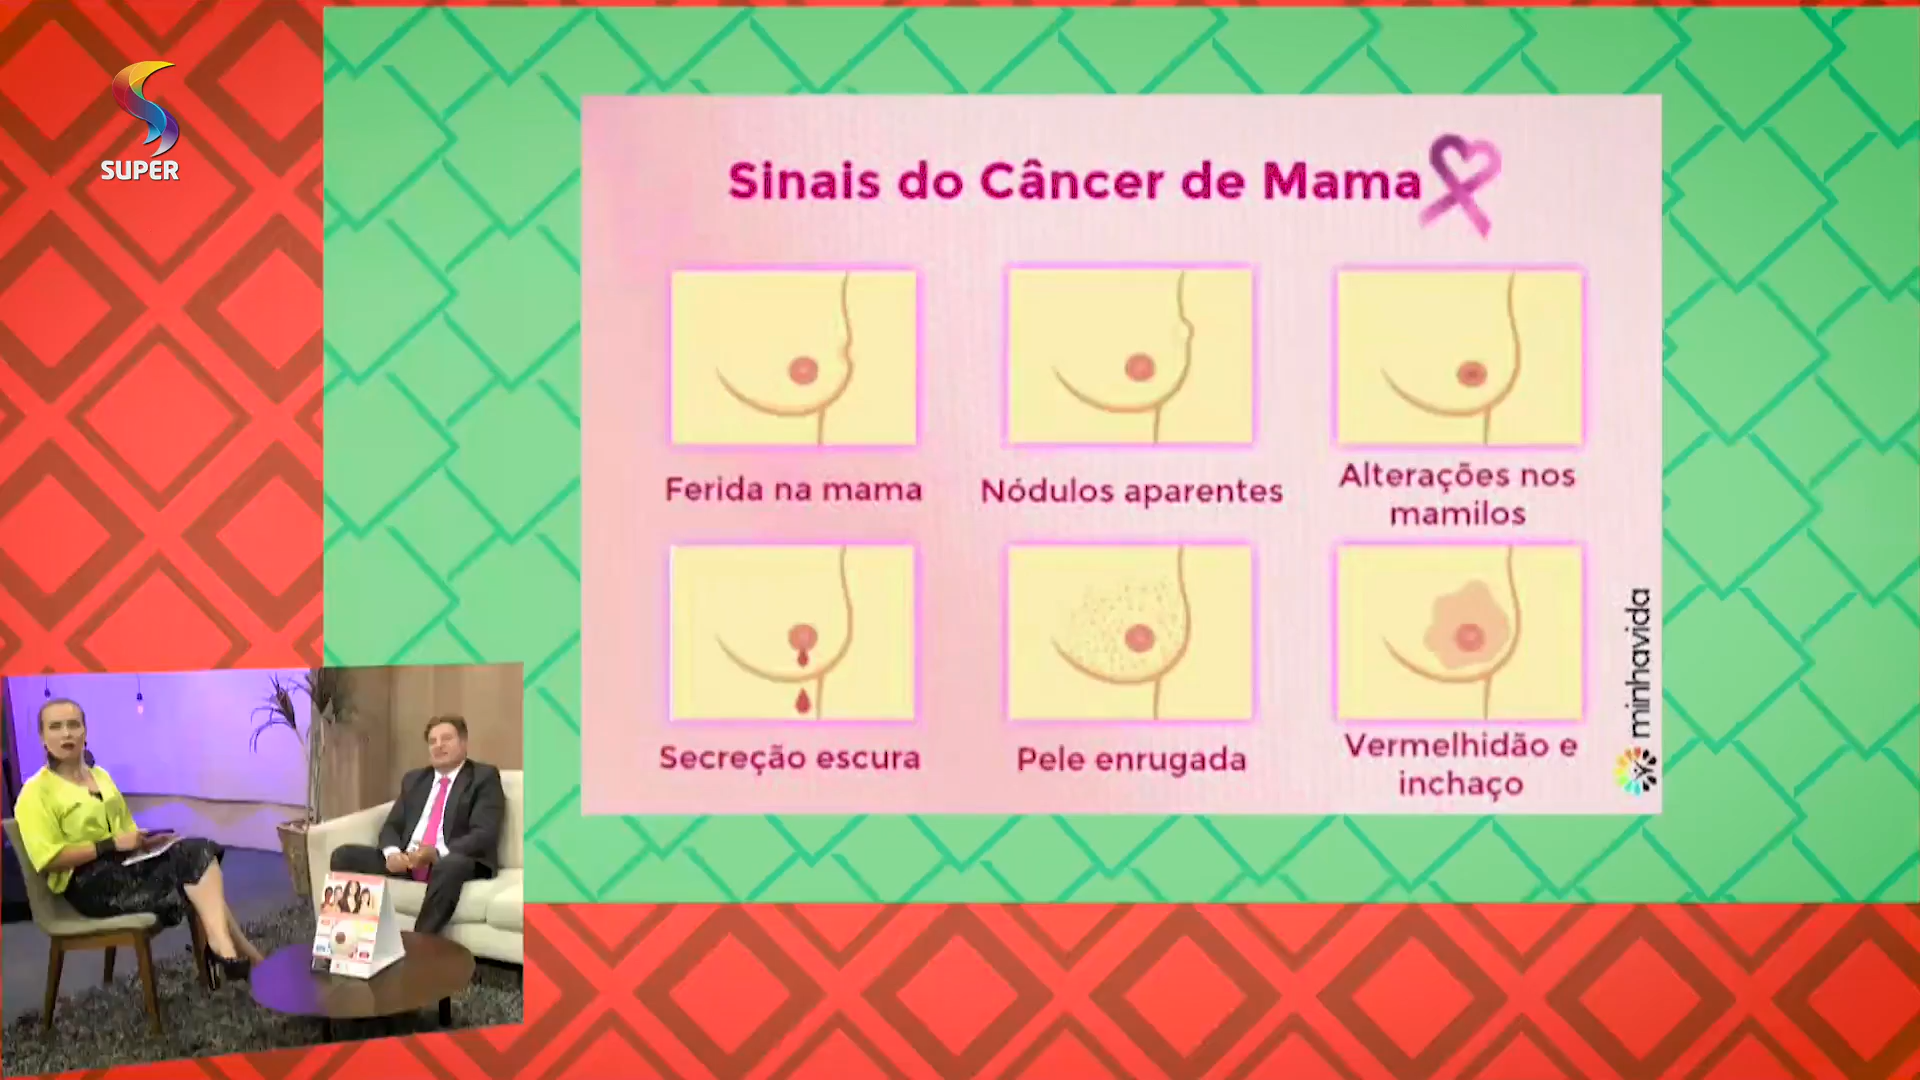 SUPER
Sinais do Câncer de Mama
Ferida na mama
Nódulos aparentes
Alterações nos
mamilos
Secreção escura
Pele enrugada
Vermelhidão e
inchaço
minhavida